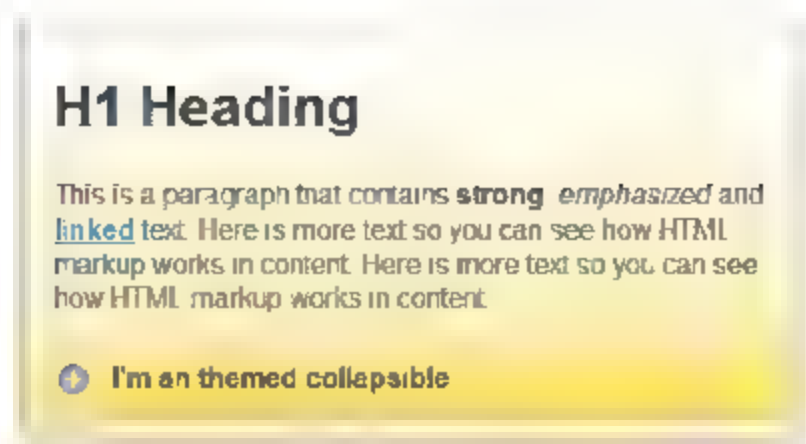 H1 Heading
This is a paragraph that contains strong, emphasized and
linked text. Here is more text so you can see how HTML
markup works in content. Here is more text so you can see
how HTML markup works in content.
I'm an themed collapsible